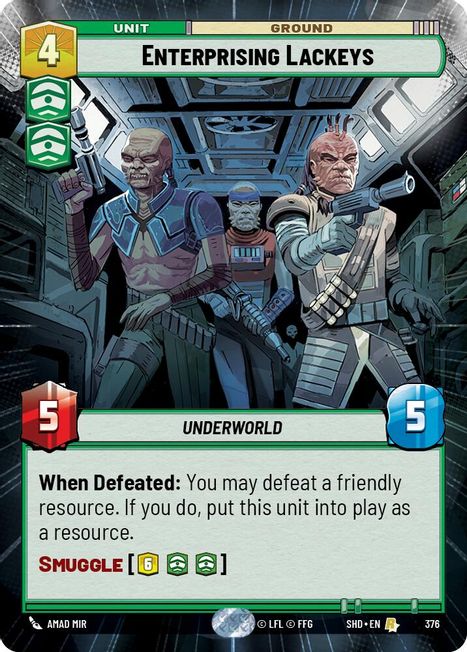 UNIT GROUND
4 ENTERPRISING LACKEYS
5 UNDERWORLD 5
When Defeated: You may defeat a friendly
resource. If you do, put this unit into play as
a resource.
SMUGGLE [6 ]
AMAD MIR © LFL © FFG SHD • EN R 376